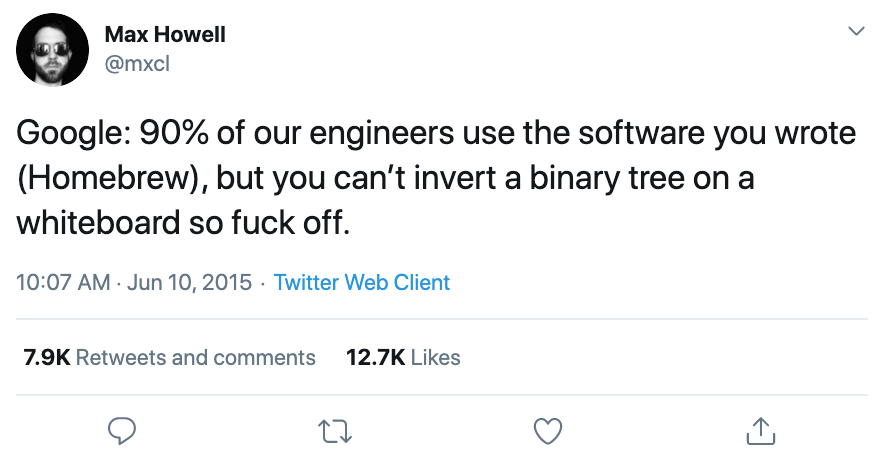 Max Howell
@mxcl
Google: 90% of our engineers use the software you wrote
(Homebrew), but you can’t invert a binary tree on a
whiteboard so fuck off.
10:07 AM · Jun 10, 2015 · Twitter Web Client
7.9K Retweets and comments 12.7K Likes